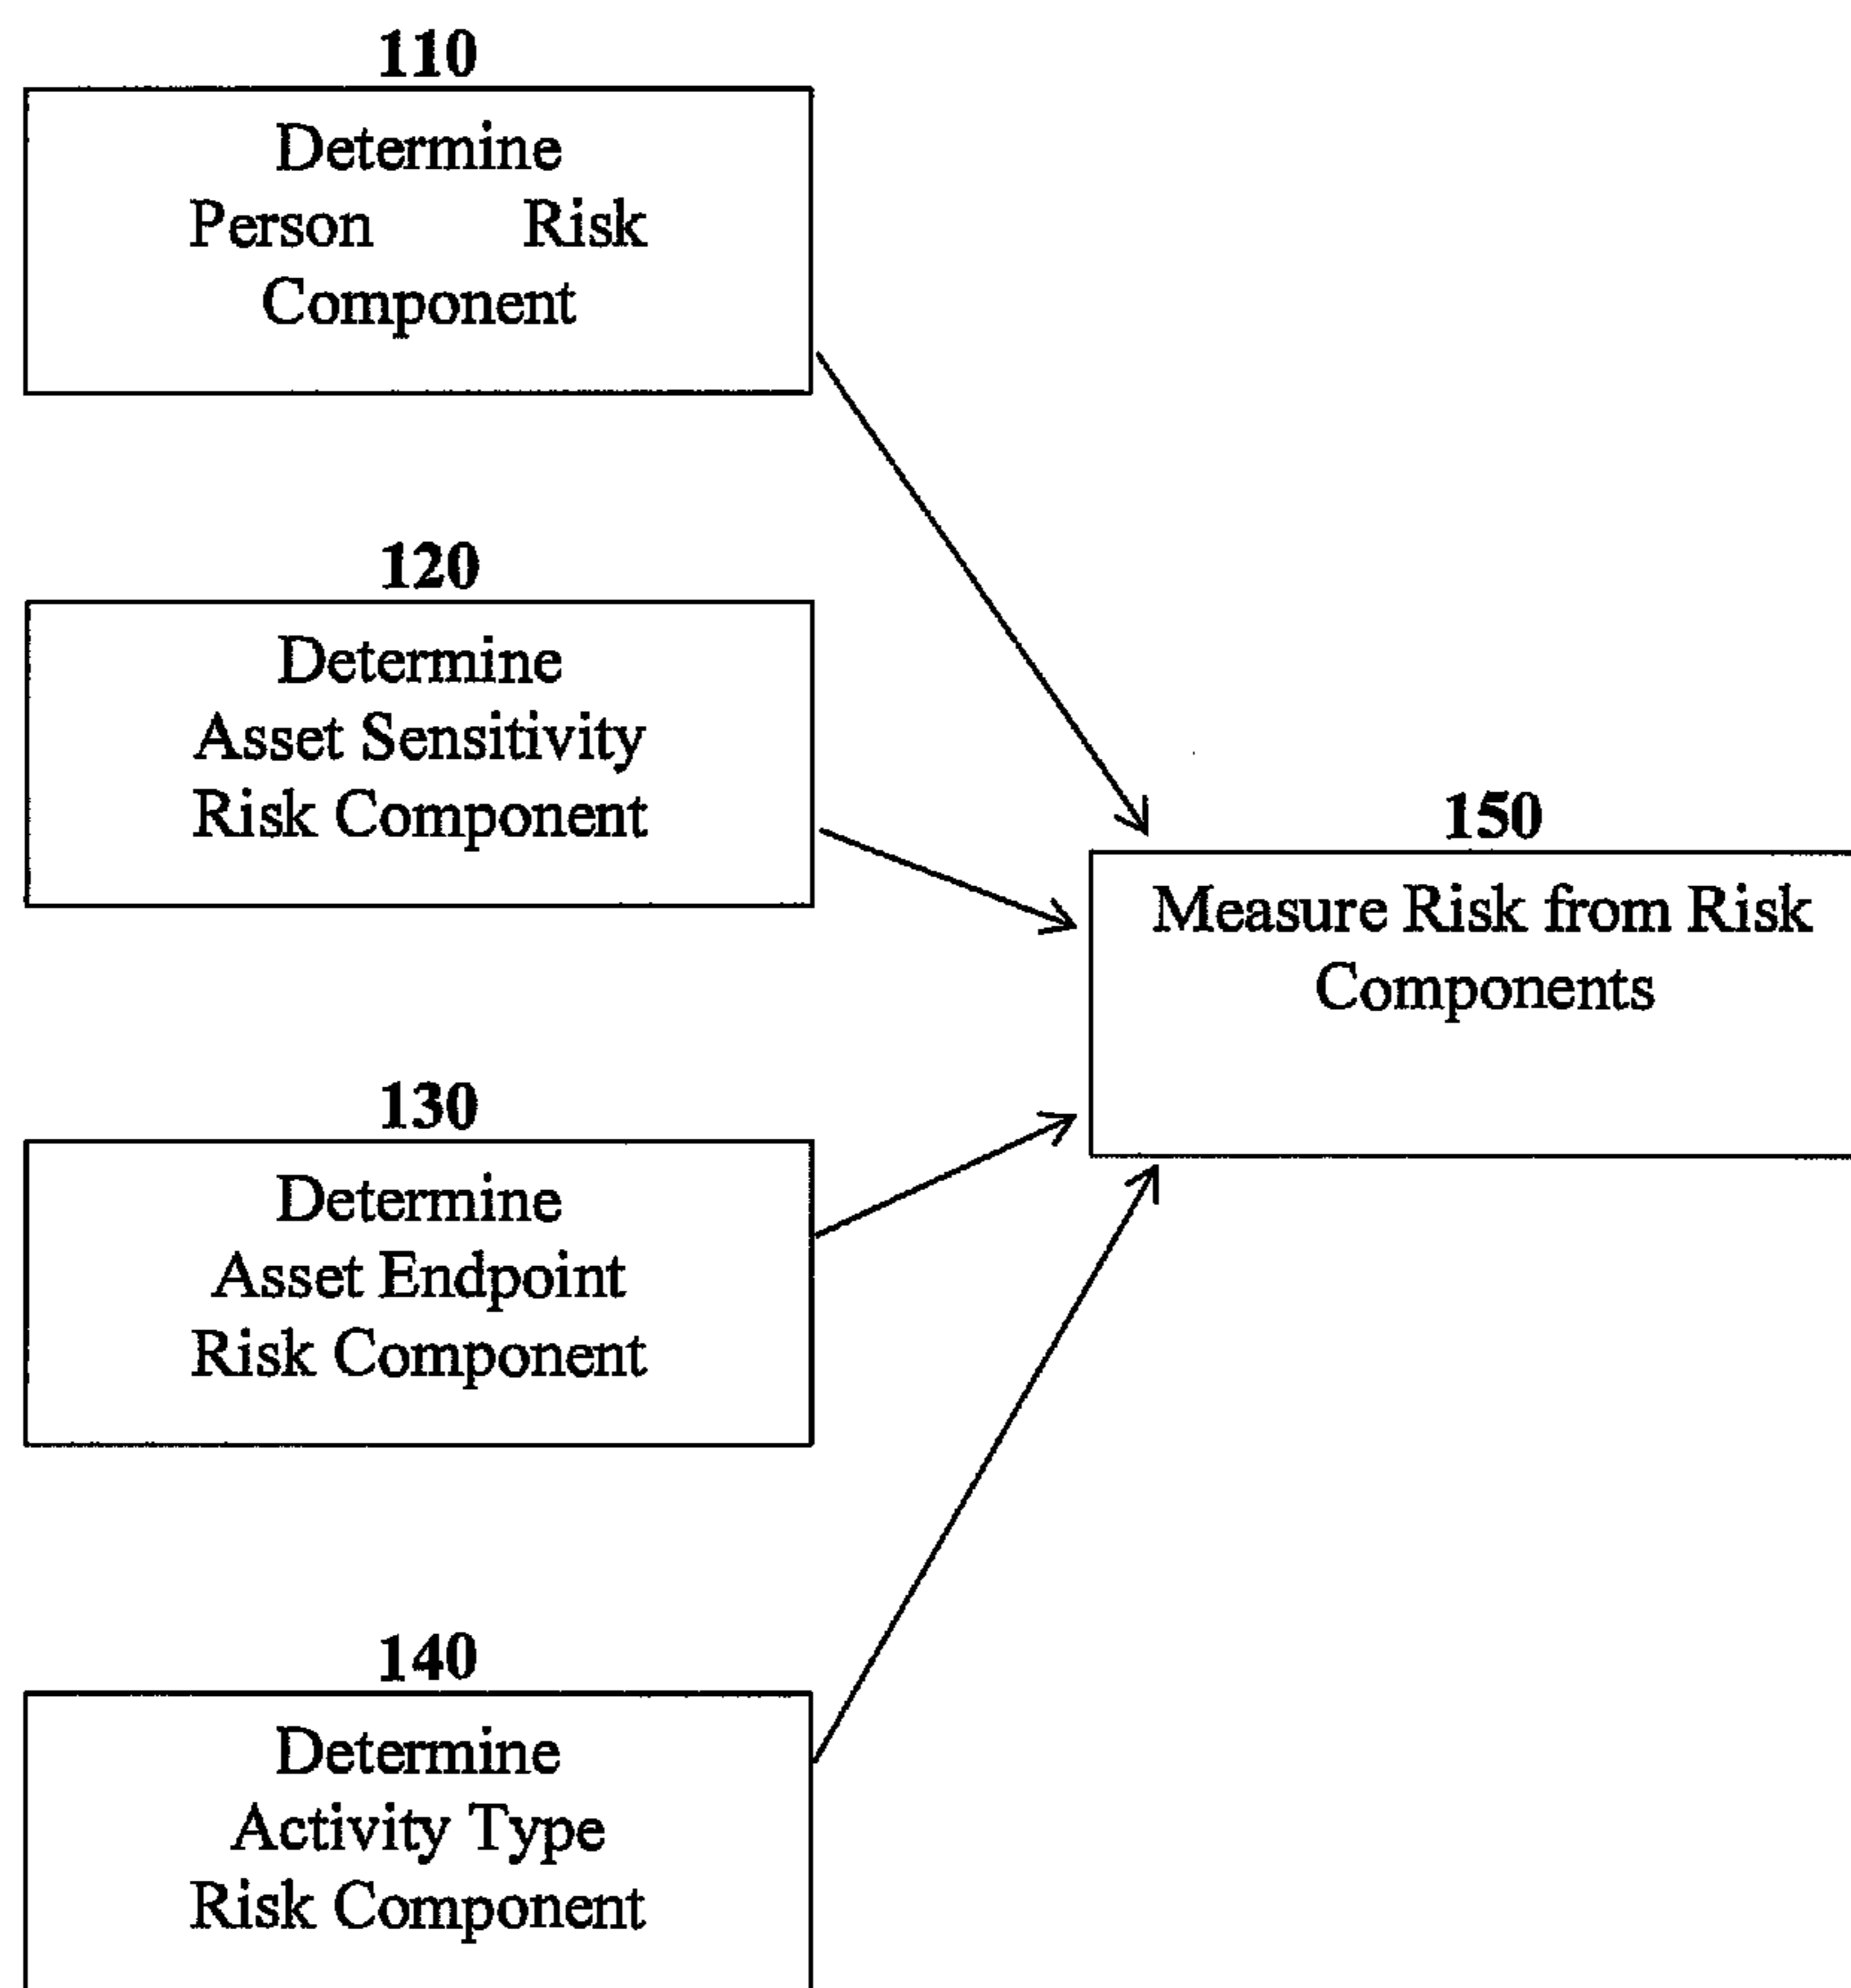 110
Determine
Person Risk
Component
120
Determine
Asset Sensitivity
Risk Component
150
Measure Risk from Risk
Components
130
Determine
Asset Endpoint
Risk Component
140
Determine
Activity Type
Risk Component